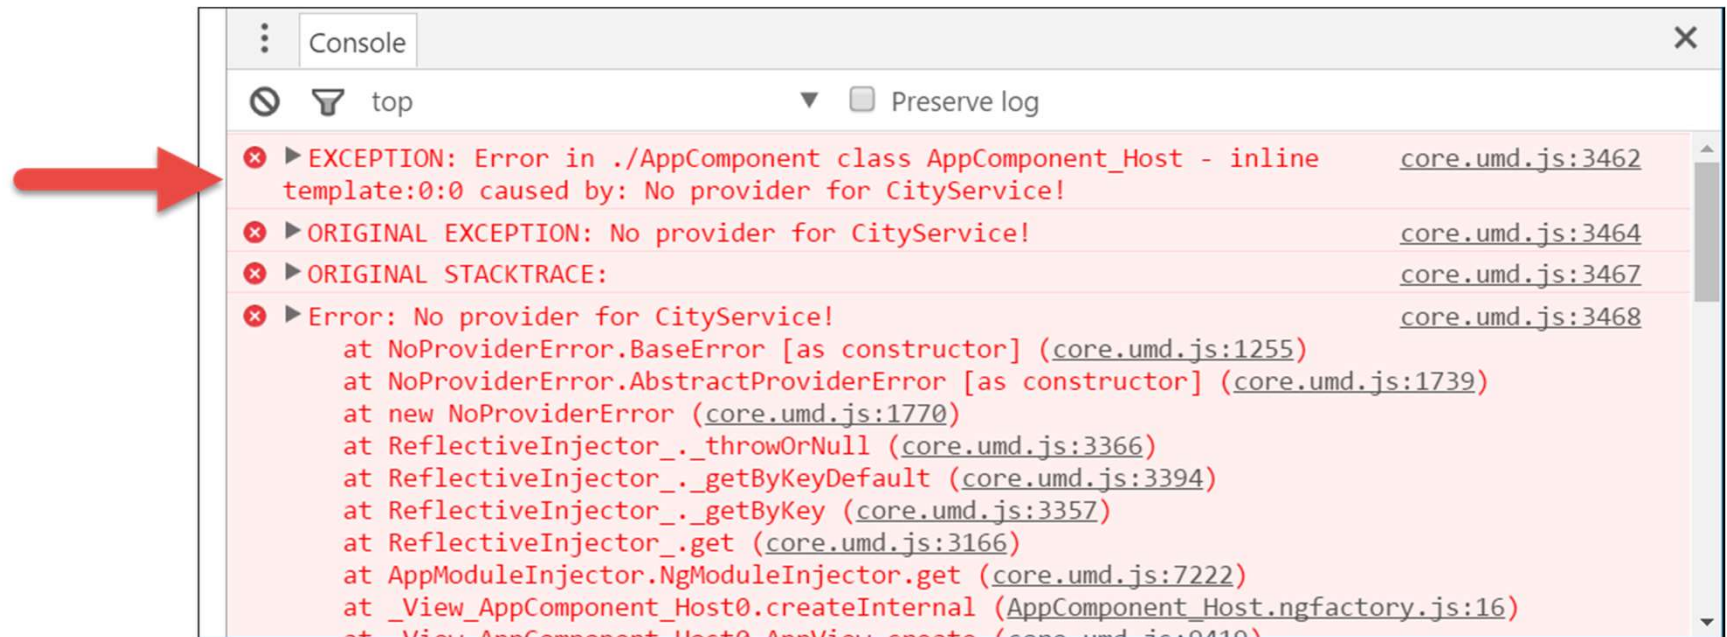 Console
top Preserve log
EXCEPTION: Error in ./AppComponent class AppComponent_Host - inline core.umd.js:3462
template:0:0 caused by: No provider for CityService!
ORIGINAL EXCEPTION: No provider for CityService! core.umd.js:3464
ORIGINAL STACKTRACE: core.umd.js:3467
Error: No provider for CityService! core.umd.js:3468
at NoProviderError.BaseError [as constructor] (core.umd.js:1255)
at NoProviderError.AbstractProviderError [as constructor] (core.umd.js:1739)
at new NoProviderError (core.umd.js:1770)
at ReflectiveInjector_._throwOrNull (core.umd.js:3366)
at ReflectiveInjector_._getByKeyDefault (core.umd.js:3394)
at ReflectiveInjector_._getByKey (core.umd.js:3357)
at ReflectiveInjector_.get (core.umd.js:3166)
at AppModuleInjector.NgModuleInjector.get (core.umd.js:7222)
at _View_AppComponent_Host0.createInternal (AppComponent_Host.ngfactory.js:16)
at _View_AppComponent_Host0.AppView.create